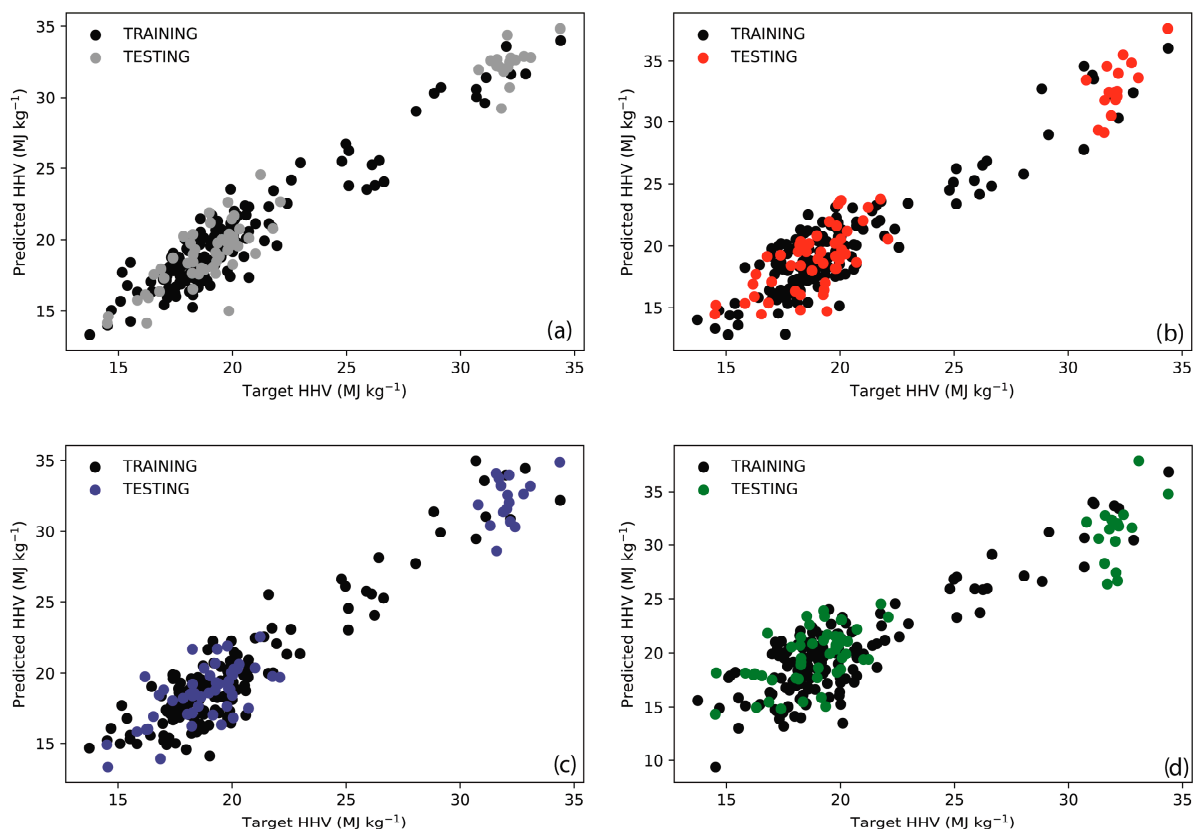 35
30
25
20
15
Predicted HHV (MJ kg⁻¹)
TRAINING
TESTING
(a)
15 20 25 30 35
Target HHV (MJ kg⁻¹)
35
30
25
20
15
Predicted HHV (MJ kg⁻¹)
TRAINING
TESTING
(b)
15 20 25 30 35
Target HHV (MJ kg⁻¹)
35
30
25
20
15
Predicted HHV (MJ kg⁻¹)
TRAINING
TESTING
(c)
15 20 25 30 35
Target HHV (MJ kg⁻¹)
35
30
25
20
15
10
Predicted HHV (MJ kg⁻¹)
TRAINING
TESTING
(d)
15 20 25 30 35
Target HHV (MJ kg⁻¹)